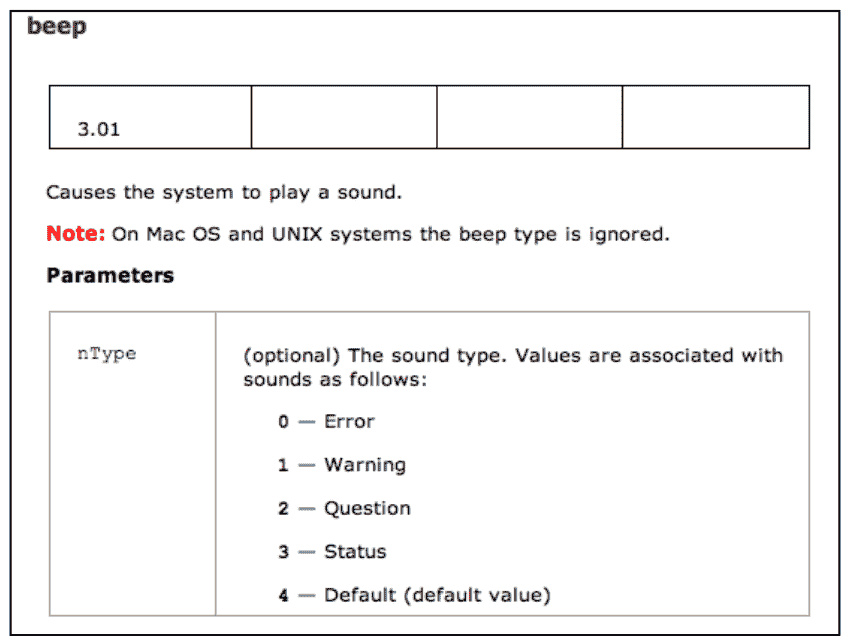 beep
3.01
Causes the system to play a sound.
Note: On Mac OS and UNIX systems the beep type is ignored.
Parameters
nType
(optional) The sound type. Values are associated with
sounds as follows:
0 — Error
1 — Warning
2 — Question
3 — Status
4 — Default (default value)